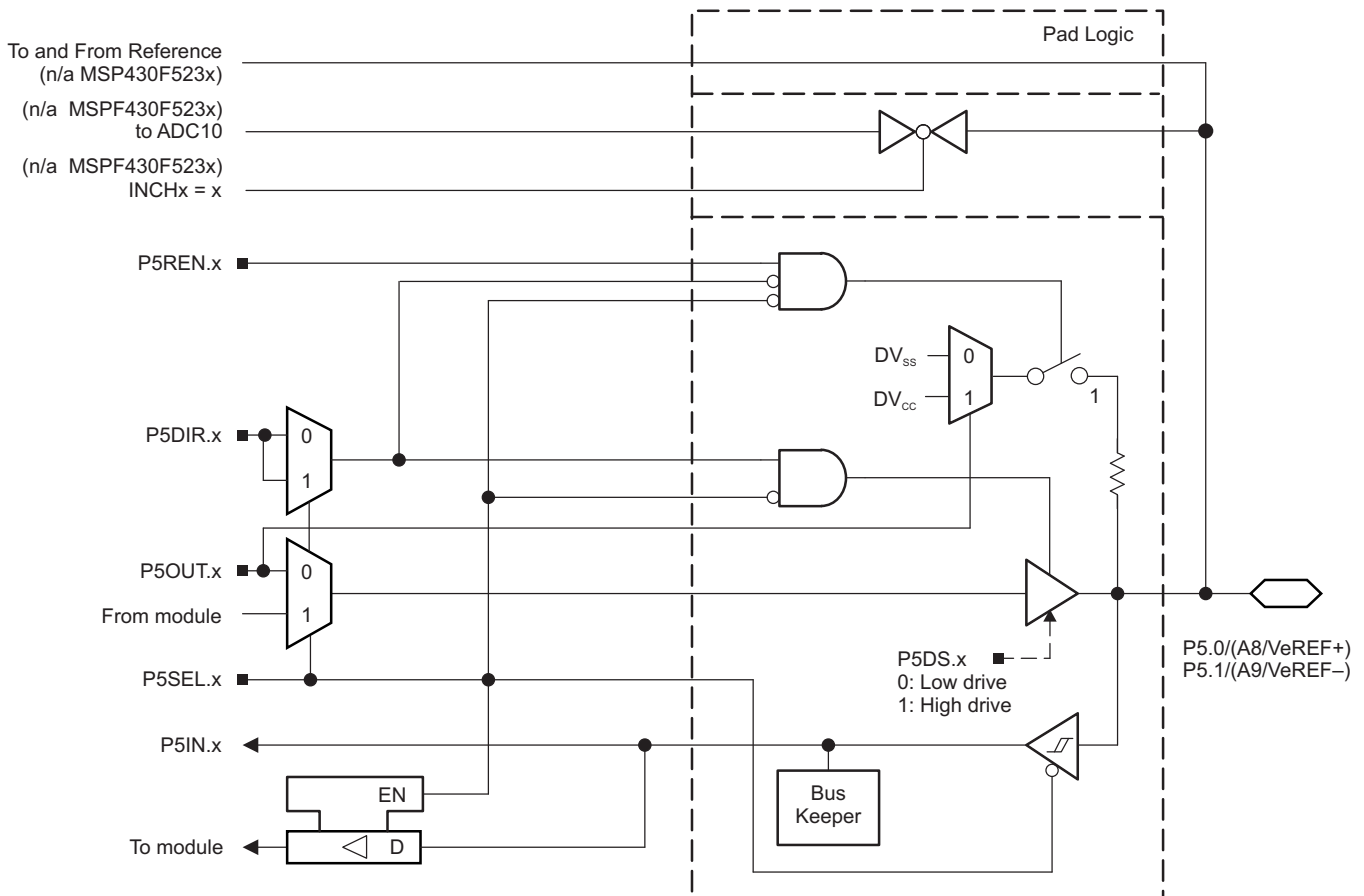 Pad Logic
To and From Reference
(n/a MSP430F523x)
(n/a MSPF430F523x)
to ADC10
(n/a MSPF430F523x)
INCHx = x
P5REN.x
DVSS
0
DVCC
1
1
P5DIR.x
0
1
P5OUT.x
0
From module
1
P5DS.x
0: Low drive
1: High drive
P5.0/(A8/VeREF+)
P5.1/(A9/VeREF–)
P5SEL.x
P5IN.x
EN
Bus
Keeper
To module
D